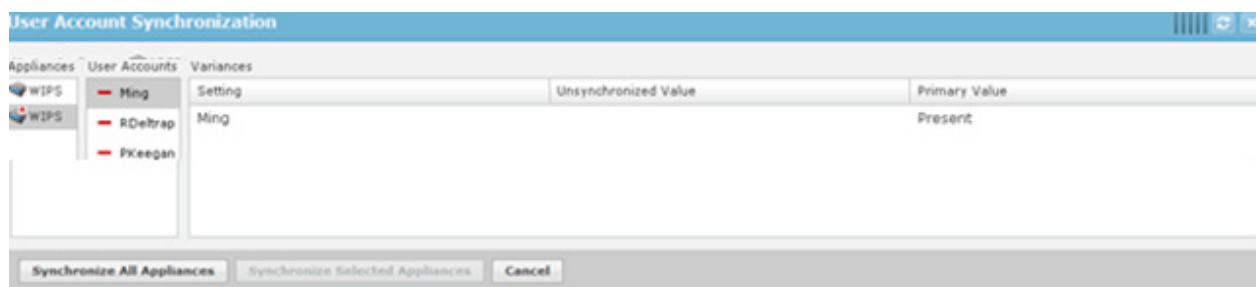 User Account Synchronization
Appliances User Accounts Variances
WIPS Ming Setting Unsynchronized Value Primary Value
WIPS RDeltrap Ming Present
PKeegan
Synchronize All Appliances Synchronize Selected Appliances Cancel